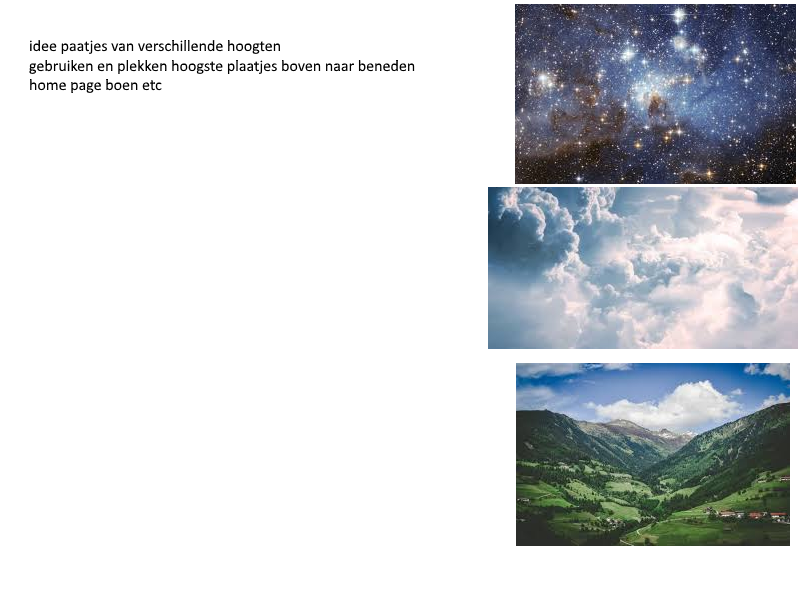 idee paatjes van verschillende hoogten
gebruiken en plekken hoogste plaatjes boven naar beneden
home page boen etc